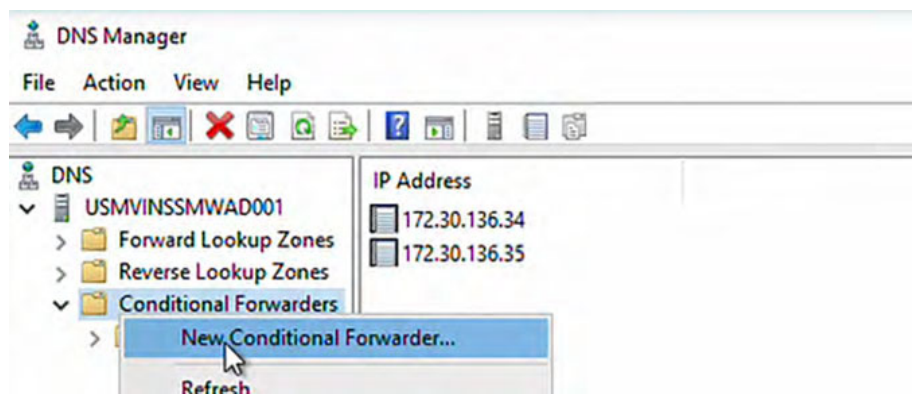 DNS Manager
File Action View Help
DNS
USMVINSSMWAD001
Forward Lookup Zones
Reverse Lookup Zones
Conditional Forwarders
New Conditional Forwarder...
Refresh
IP Address
172.30.136.34
172.30.136.35